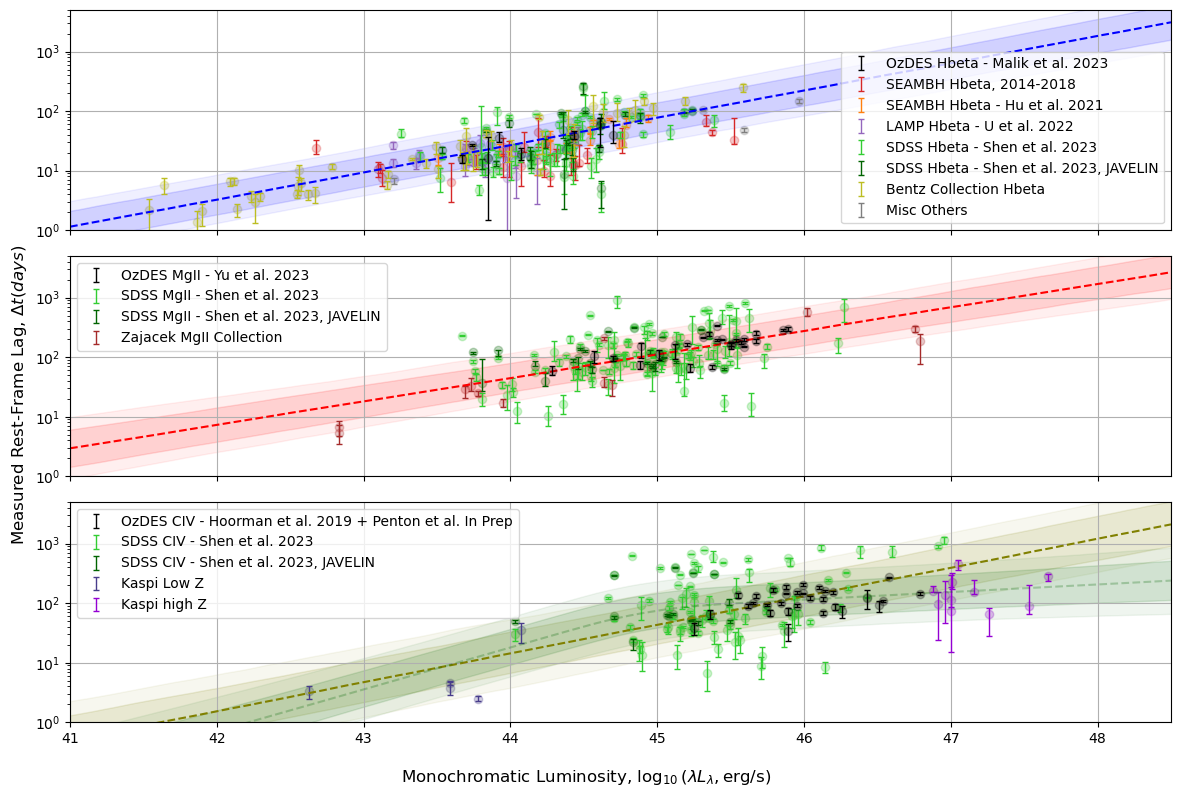 10³
10²
10¹
10⁰
OzDES Hbeta - Malik et al. 2023
SEAMBH Hbeta, 2014-2018
SEAMBH Hbeta - Hu et al. 2021
LAMP Hbeta - U et al. 2022
SDSS Hbeta - Shen et al. 2023
SDSS Hbeta - Shen et al. 2023, JAVELIN
Bentz Collection Hbeta
Misc Others
10³
10²
10¹
10⁰
OzDES MgII - Yu et al. 2023
SDSS MgII - Shen et al. 2023
SDSS MgII - Shen et al. 2023, JAVELIN
Zajacek MgII Collection
Measured Rest-Frame Lag, Δt(days)
10³
10²
10¹
10⁰
OzDES CIV - Hoorman et al. 2019 + Penton et al. In Prep
SDSS CIV - Shen et al. 2023
SDSS CIV - Shen et al. 2023, JAVELIN
Kaspi Low Z
Kaspi high Z
41 42 43 44 45 46 47 48
Monochromatic Luminosity, log₁₀ (λL_λ, erg/s)